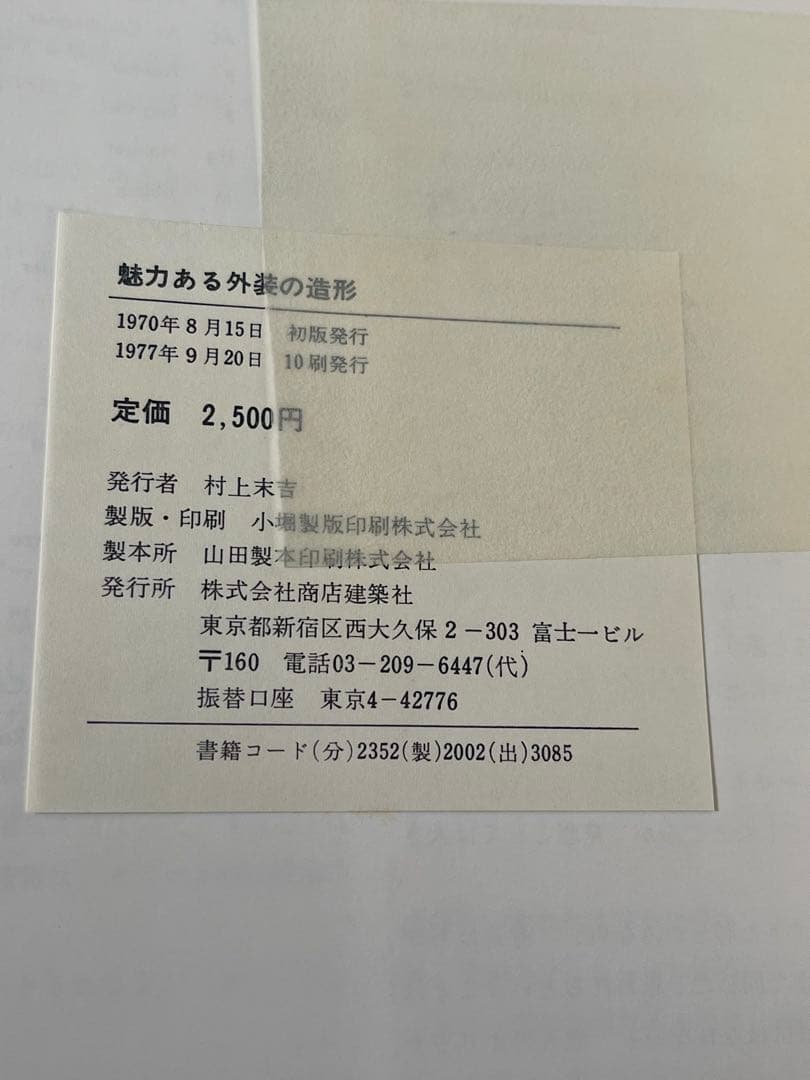 魅力ある外装の造形
1970年8月15日 初版発行
1977年9月20日 10刷発行
定価 2,500円
発行者 村上末吉
製版・印刷 小堀製版印刷株式会社
製本所 山田製本印刷株式会社
発行所 株式会社商店建築社
東京都新宿区西大久保2-303 富士一ビル
〒160 電話03-209-6447(代)
振替口座 東京4-42776
書籍コード(分)2352(製)2002(出)3085